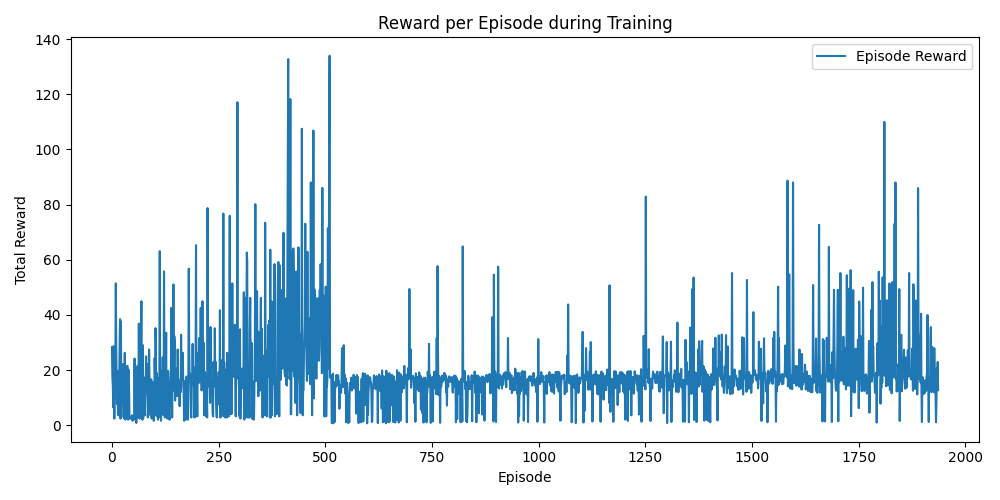 Reward per Episode during Training
Episode Reward
Total Reward
140
120
100
80
60
40
20
0
0 250 500 750 1000 1250 1500 1750 2000
Episode